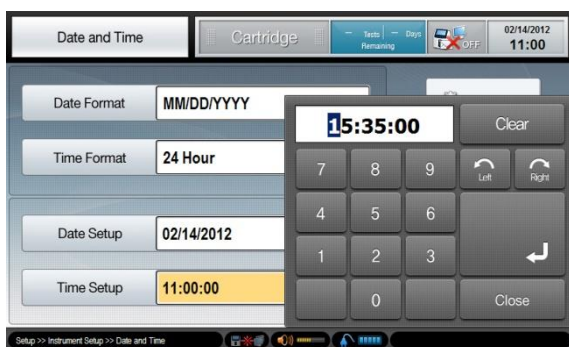 Date and Time
Cartridge
– Tests – Days
Remaining
OFF
02/14/2012
11:00
Date Format
MM/DD/YYYY
Time Format
24 Hour
Date Setup
02/14/2012
Time Setup
11:00:00
15:35:00
Clear
7 8 9
Left Right
4 5 6
1 2 3
0
Close
Setup >> Instrument Setup >> Date and Time